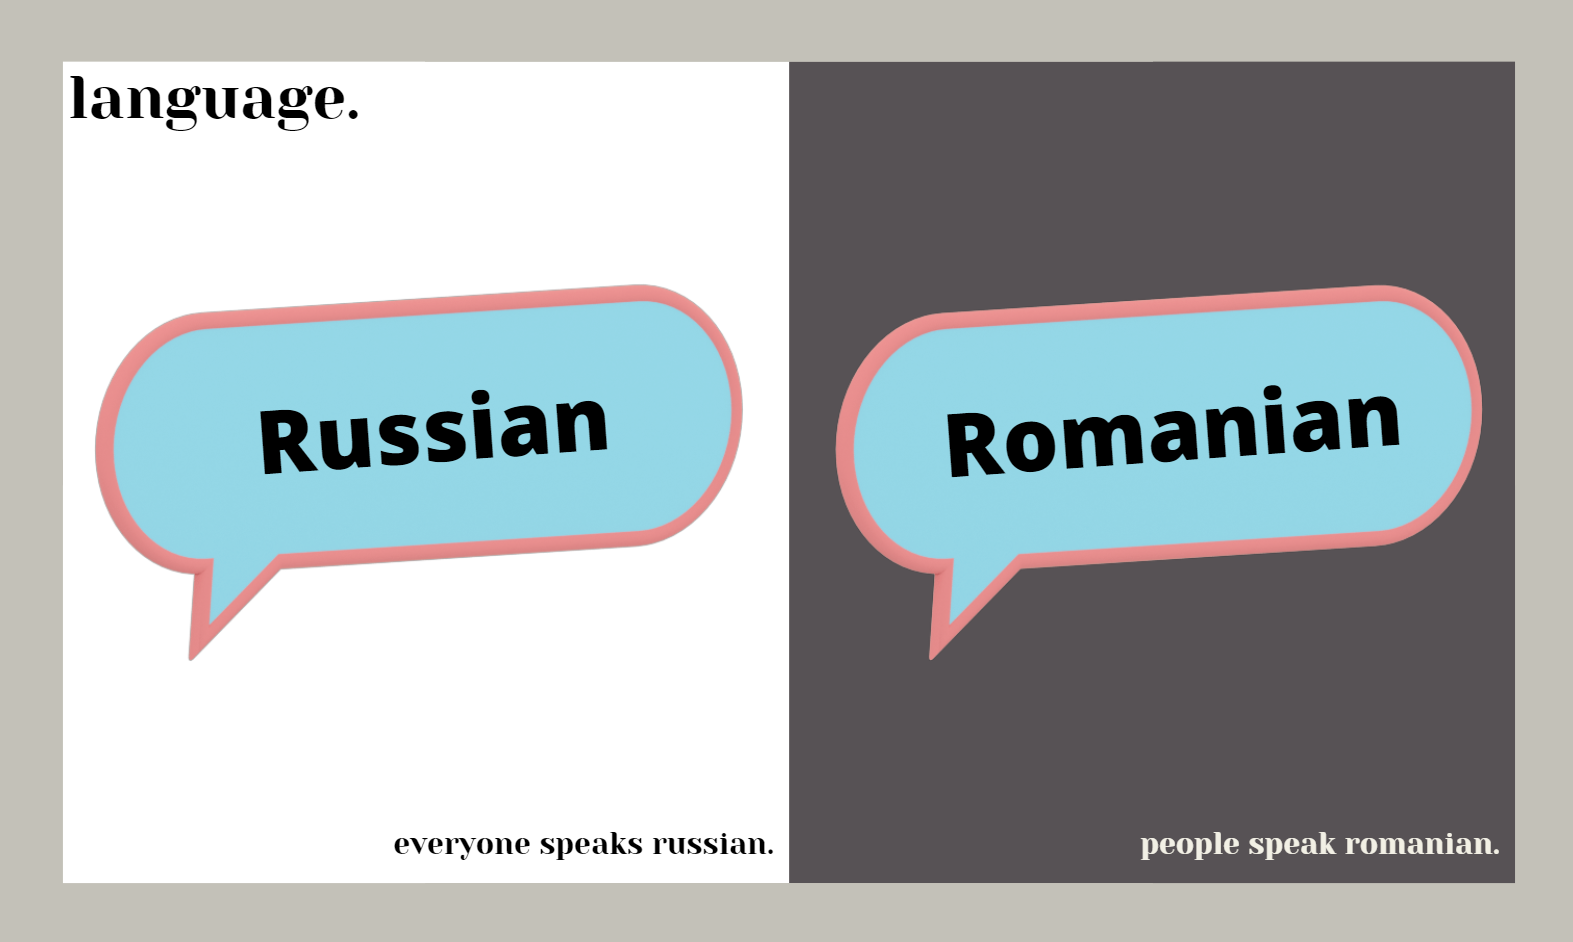 language.
Russian
everyone speaks russian.
Romanian
people speak romanian.